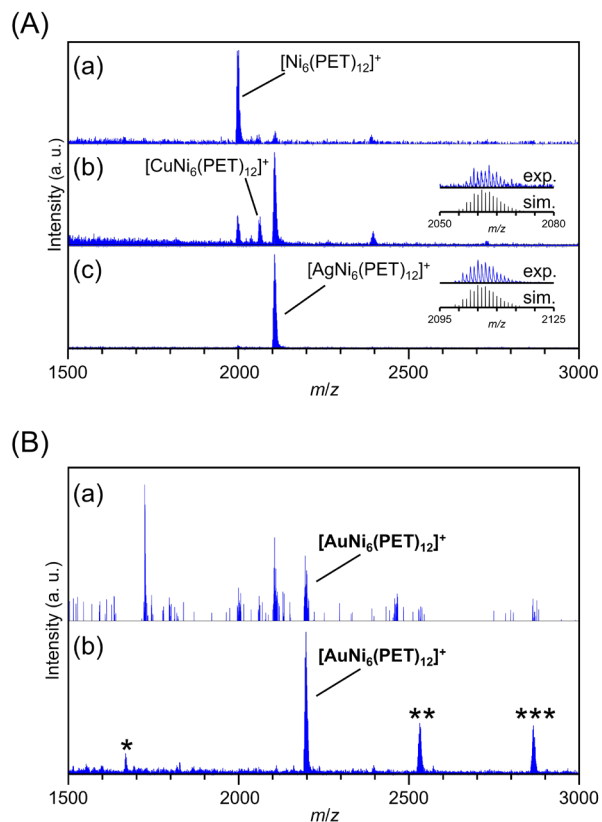 (A)
(a)
[Ni6(PET)12]+
(b)
[CuNi6(PET)12]+
exp.
sim.
2050 m/z 2080
(c)
[AgNi6(PET)12]+
exp.
sim.
2095 m/z 2125
Intensity (a. u.)
1500 2000 2500 3000
m/z
(B)
(a)
[AuNi6(PET)12]+
(b)
[AuNi6(PET)12]+
* ** ***
Intensity (a. u.)
1500 2000 2500 3000
m/z